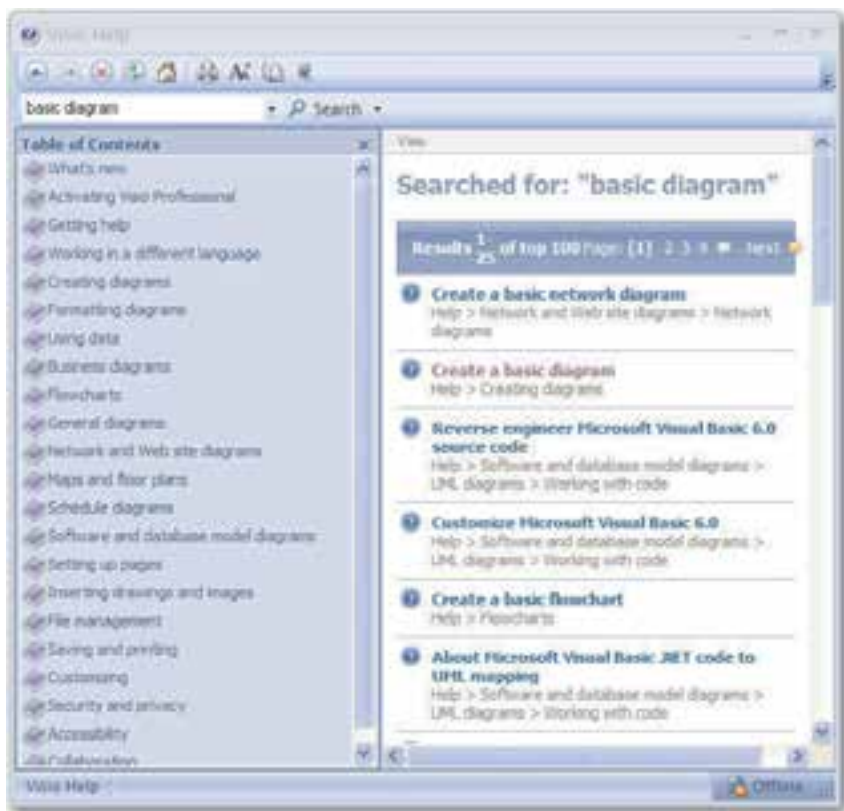 Visio Help
basic diagram
Search
Table of Contents
What's new
Activating Visio Professional
Getting help
Working in a different language
Creating diagrams
Formatting diagrams
Using data
Business diagrams
Flowcharts
General diagrams
Network and Web site diagrams
Maps and floor plans
Schedule diagrams
Software and database model diagrams
Setting up pages
Inserting drawings and images
File management
Saving and printing
Customizing
Security and privacy
Accessibility
Collaboration
Visio
Searched for: "basic diagram"
Results 1-25 of top 100 Page: [1] 2 3 4 Next
Create a basic network diagram
Help > Network and Web site diagrams > Network
diagrams
Create a basic diagram
Help > Creating diagrams
Reverse engineer Microsoft Visual Basic 6.0
source code
Help > Software and database model diagrams >
UML diagrams > Working with code
Customize Microsoft Visual Basic 6.0
Help > Software and database model diagrams >
UML diagrams > Working with code
Create a basic flowchart
Help > Flowcharts
About Microsoft Visual Basic .NET code to
UML mapping
Help > Software and database model diagrams >
UML diagrams > Working with code
Visio Help
Offline